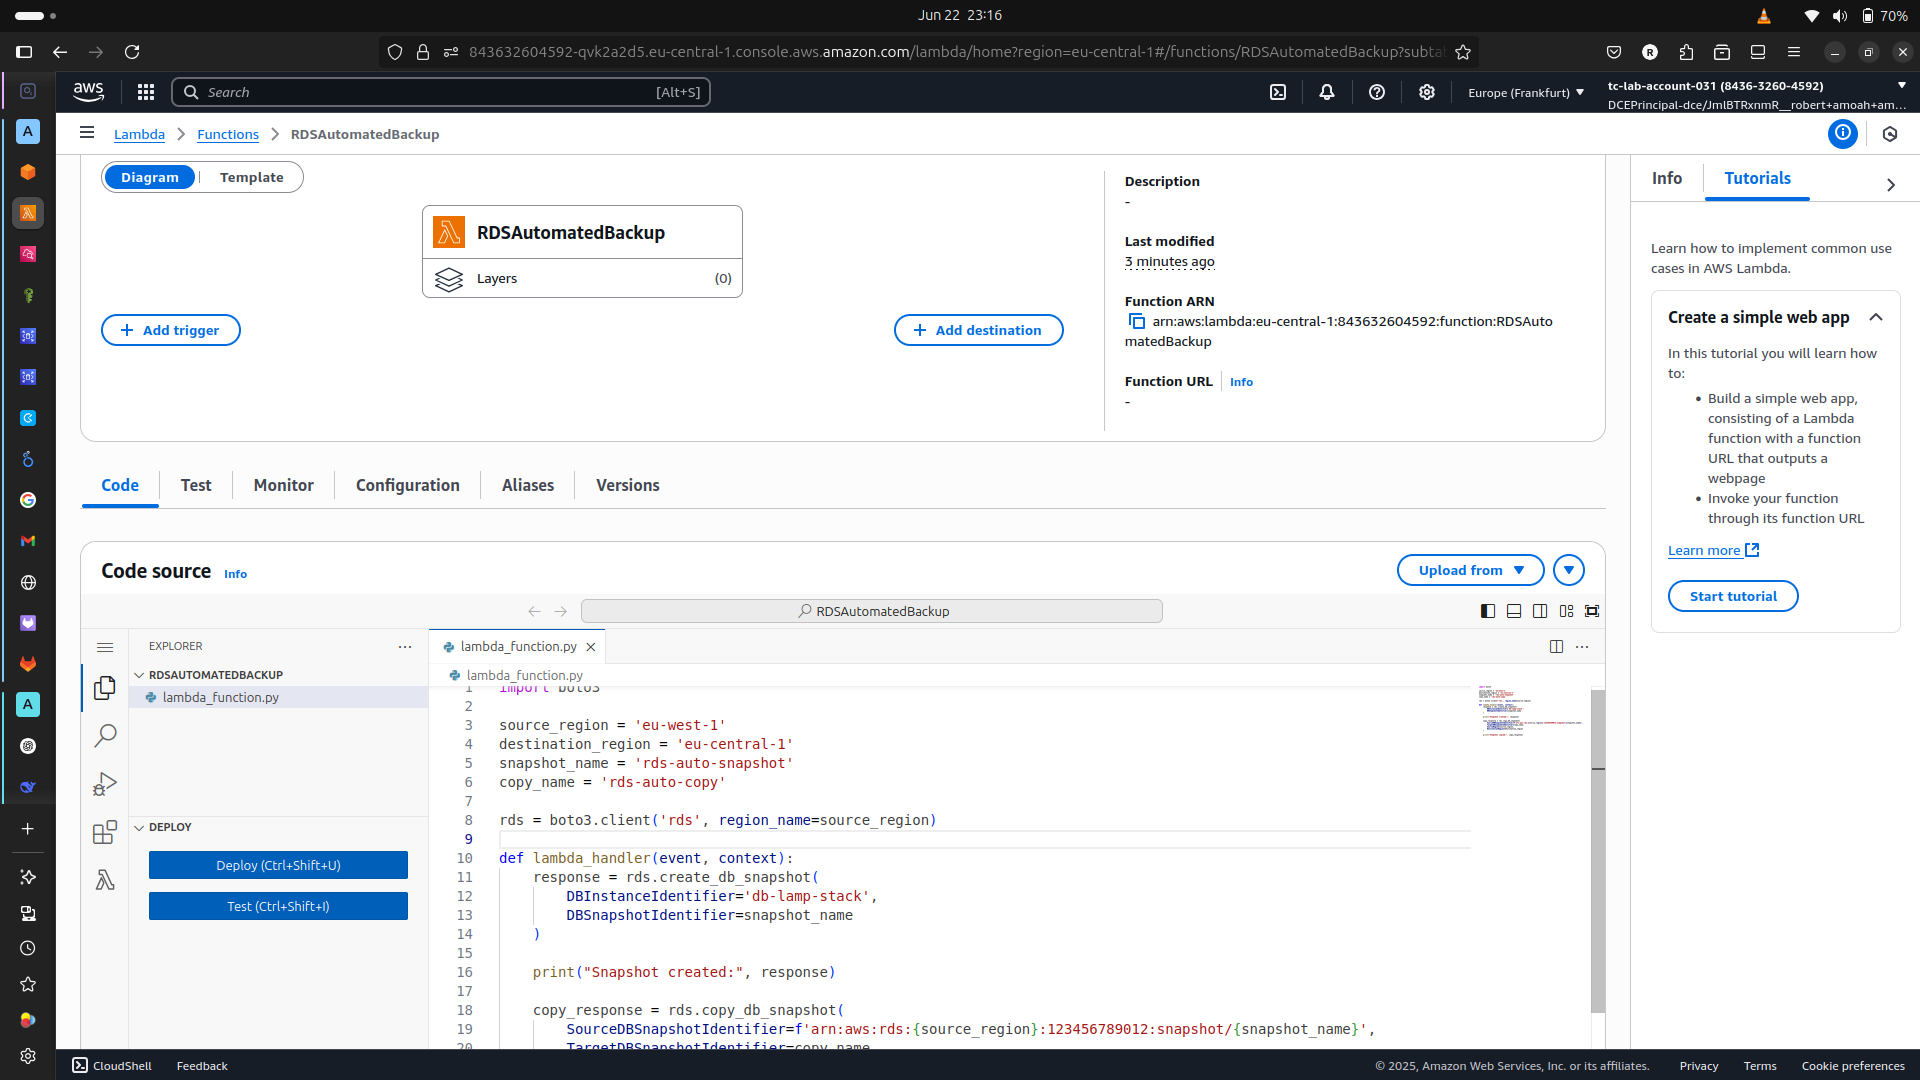 Jun 22 23:16
70%
843632604592-qvk2a2d5.eu-central-1.console.aws.amazon.com/lambda/home?region=eu-central-1#/functions/RDSAutomatedBackup?subta
aws
Search
[Alt+S]
Europe (Frankfurt)
tc-lab-account-031 (8436-3260-4592)
DCEPrincipal-dce/JmlBTRxnmR__robert+amoah+am...
Lambda
Functions
RDSAutomatedBackup
Diagram
Template
RDSAutomatedBackup
Layers
(0)
Add trigger
Add destination
Description
-
Last modified
3 minutes ago
Function ARN
arn:aws:lambda:eu-central-1:843632604592:function:RDSAuto
matedBackup
Function URL
Info
-
Info
Tutorials
Learn how to implement common use
cases in AWS Lambda.
Create a simple web app
In this tutorial you will learn how
to:
• Build a simple web app,
consisting of a Lambda
function with a function
URL that outputs a
webpage
• Invoke your function
through its function URL
Learn more
Start tutorial
Code
Test
Monitor
Configuration
Aliases
Versions
Code source
Info
Upload from
RDSAutomatedBackup
EXPLORER
RDSAUTOMATEDBACKUP
lambda_function.py
DEPLOY
Deploy (Ctrl+Shift+U)
Test (Ctrl+Shift+I)
lambda_function.py
lambda_function.py
1 import boto3
2
3 source_region = 'eu-west-1'
4 destination_region = 'eu-central-1'
5 snapshot_name = 'rds-auto-snapshot'
6 copy_name = 'rds-auto-copy'
7
8 rds = boto3.client('rds', region_name=source_region)
9
10 def lambda_handler(event, context):
11 response = rds.create_db_snapshot(
12 DBInstanceIdentifier='db-lamp-stack',
13 DBSnapshotIdentifier=snapshot_name
14 )
15
16 print("Snapshot created:", response)
17
18 copy_response = rds.copy_db_snapshot(
19 SourceDBSnapshotIdentifier=f'arn:aws:rds:{source_region}:123456789012:snapshot/{snapshot_name}',
20 TargetDBSnapshotIdentifier=copy_name
CloudShell
Feedback
© 2025, Amazon Web Services, Inc. or its affiliates.
Privacy
Terms
Cookie preferences